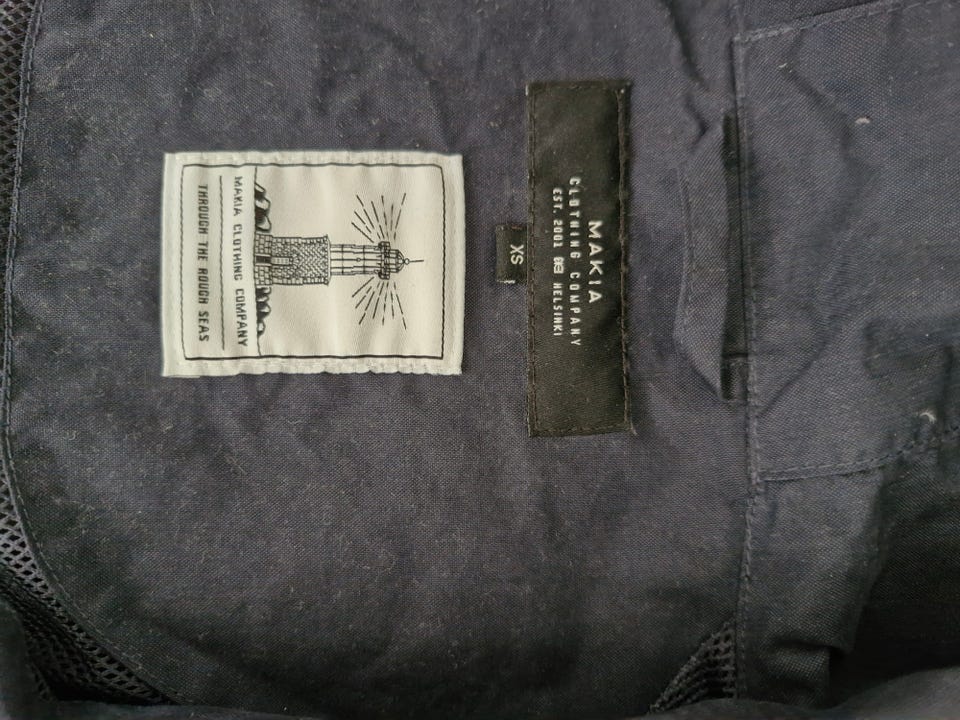 MAKIA
CLOTHING COMPANY
EST. 2001 HELSINKI
XS
MAKIA CLOTHING COMPANY
THROUGH THE ROUGH SEAS